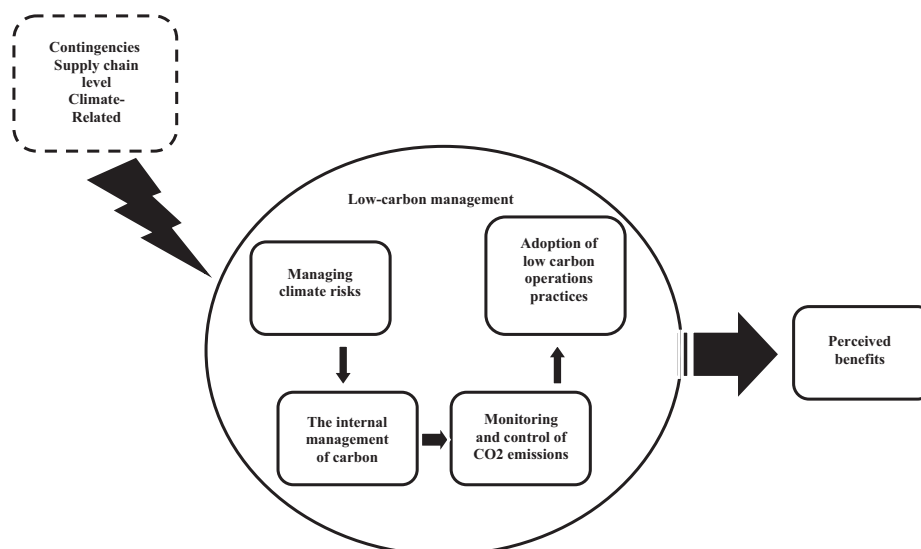 Contingencies
Supply chain
level
Climate-
Related
Low-carbon management
Managing
climate risks
Adoption of
low carbon
operations
practices
The internal
management
of carbon
Monitoring
and control of
CO2 emissions
Perceived
benefits